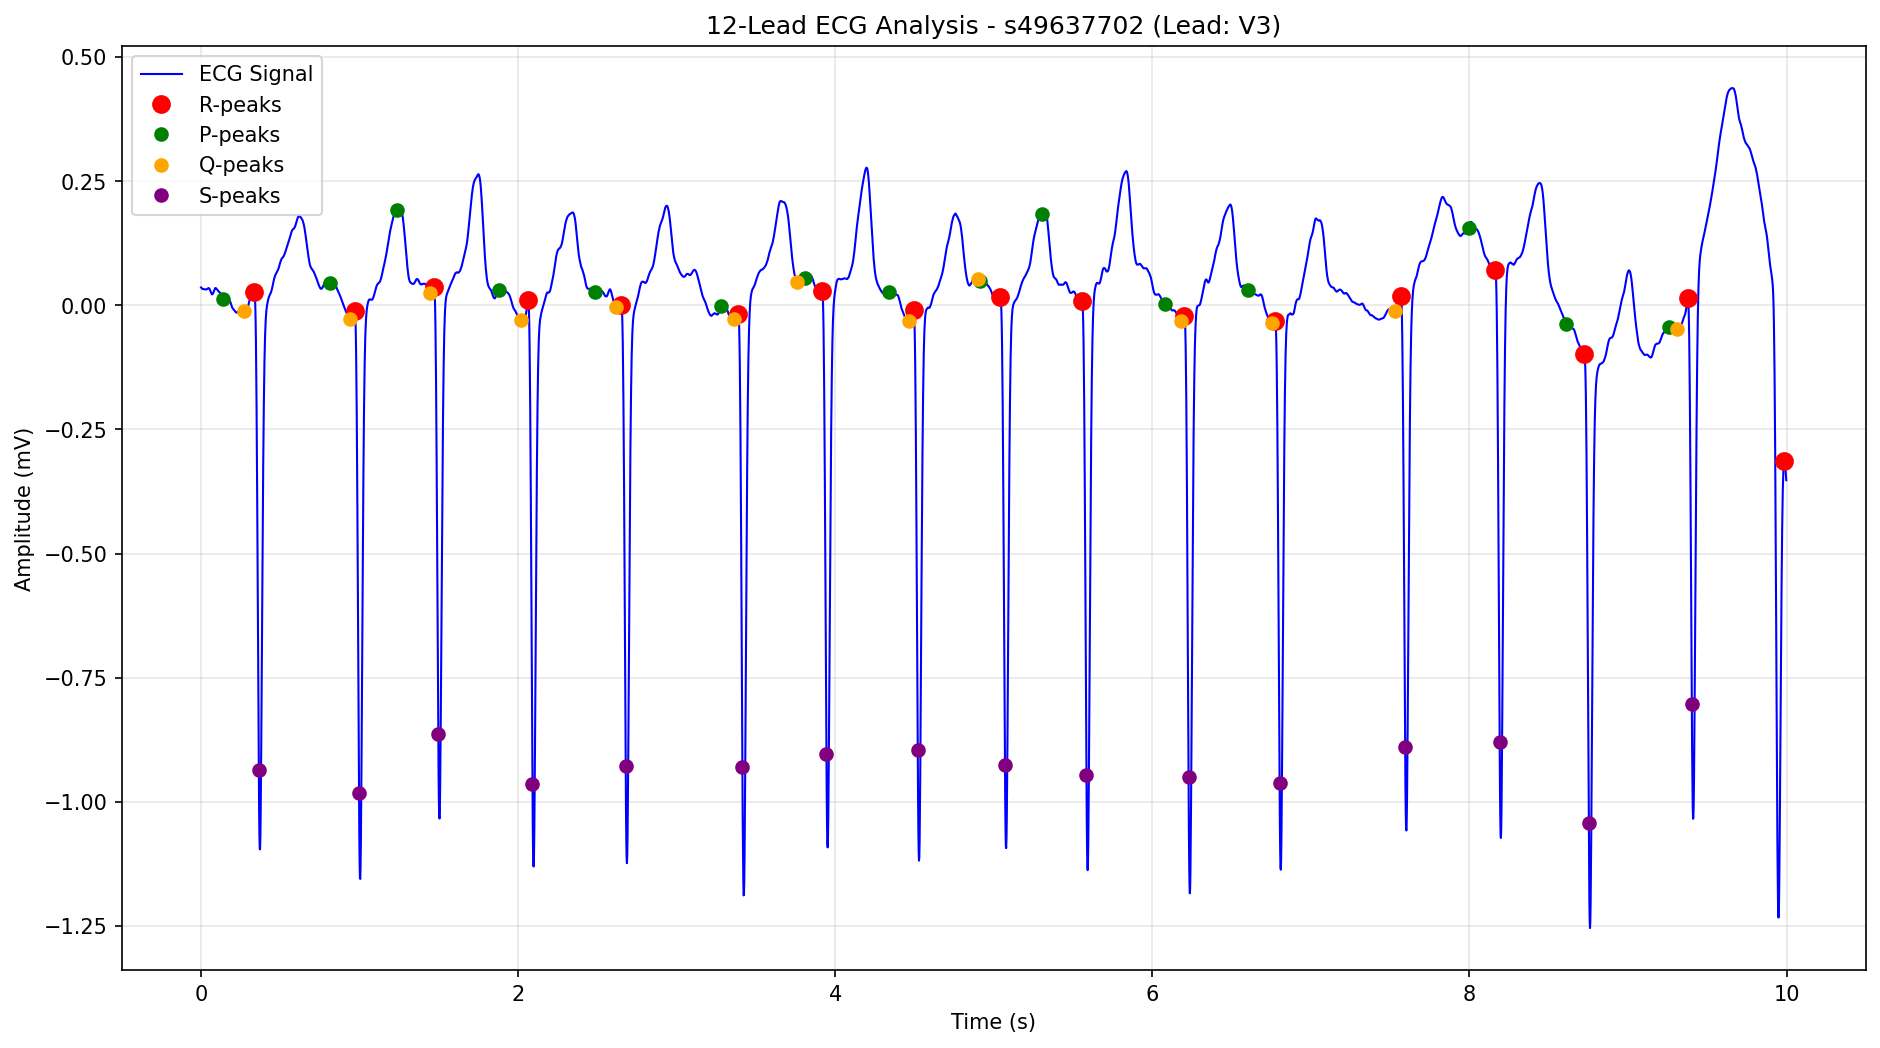 12-Lead ECG Analysis - s49637702 (Lead: V3)
ECG Signal
R-peaks
P-peaks
Q-peaks
S-peaks
0.50
0.25
0.00
−0.25
−0.50
−0.75
−1.00
−1.25
Amplitude (mV)
0 2 4 6 8 10
Time (s)